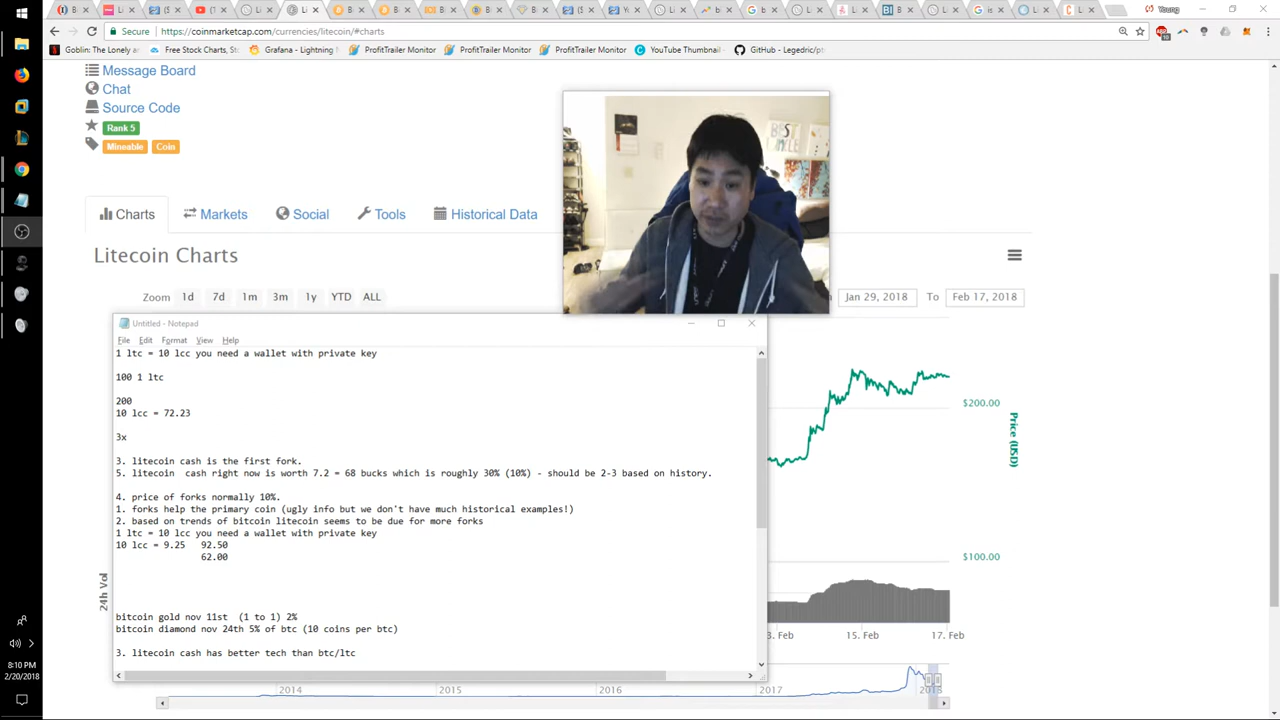 Young
Secure
https://coinmarketcap.com/currencies/litecoin/#charts
Goblin: The Lonely a
Free Stock Charts, St
Grafana - Lightning N
ProfitTrailer Monitor
ProfitTrailer Monitor
ProfitTrailer Monitor
YouTube Thumbnail
GitHub - Legedric/pt
Message Board
Chat
Source Code
Rank 5
Mineable
Coin
Charts
Markets
Social
Tools
Historical Data
Litecoin Charts
Zoom 1d 7d 1m 3m 1y YTD ALL
Jan 29, 2018 To Feb 17, 2018
Untitled - Notepad
File Edit Format View Help
1 ltc = 10 lcc you need a wallet with private key
100 1 ltc
200
10 lcc = 72.23
3x
3. litecoin cash is the first fork.
5. litecoin cash right now is worth 7.2 = 68 bucks which is roughly 30% (10%) - should be 2-3 based on history.
4. price of forks normally 10%.
1. forks help the primary coin (ugly info but we don't have much historical examples!)
2. based on trends of bitcoin litecoin seems to be due for more forks
1 ltc = 10 lcc you need a wallet with private key
10 lcc = 9.25 92.50
62.00
bitcoin gold nov 11st (1 to 1) 2%
bitcoin diamond nov 24th 5% of btc (10 coins per btc)
3. litecoin cash has better tech than btc/ltc
$200.00
$100.00
Price (USD)
24h Vol
3. Feb
15. Feb
17. Feb
2014
2015
2016
2017
2018
8:10 PM
2/20/2018